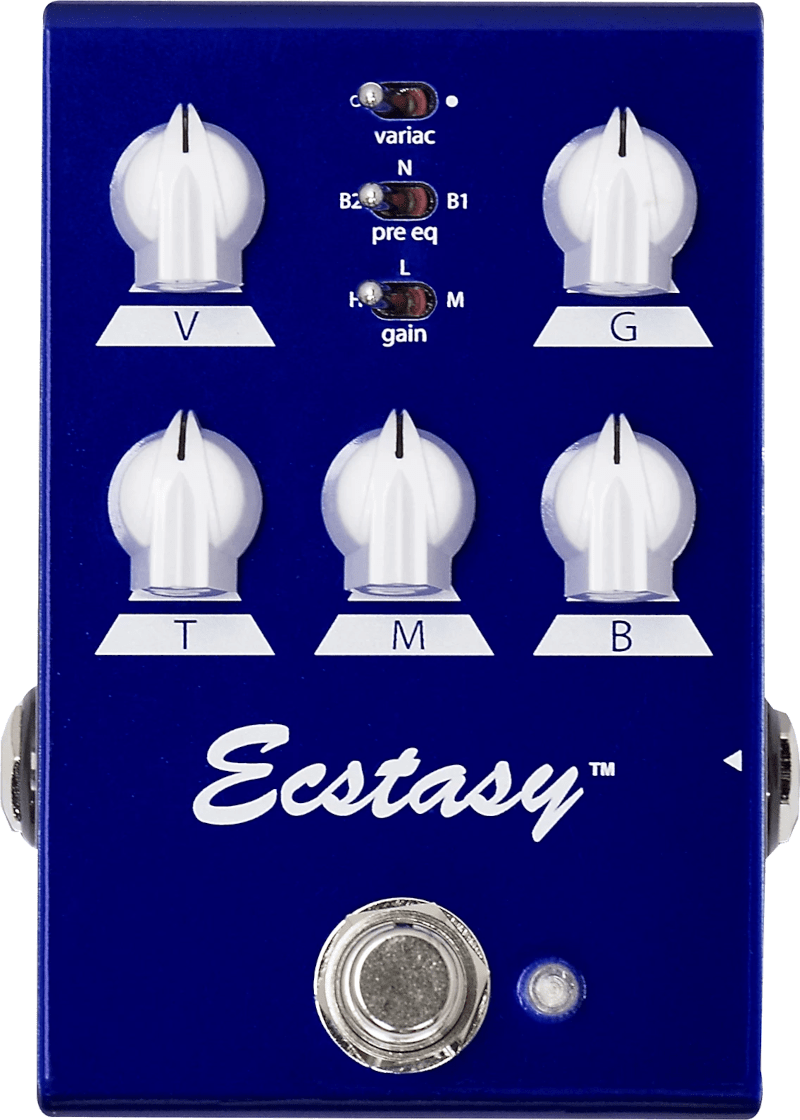 variac
N
B2 B1
pre eq
L
H M
gain
V G
T M B
Ecstasy™